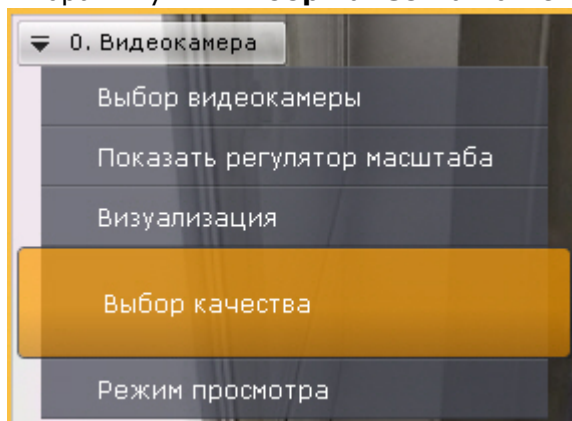 0. Видеокамера
Выбор видеокамеры
Показать регулятор масштаба
Визуализация
Выбор качества
Режим просмотра